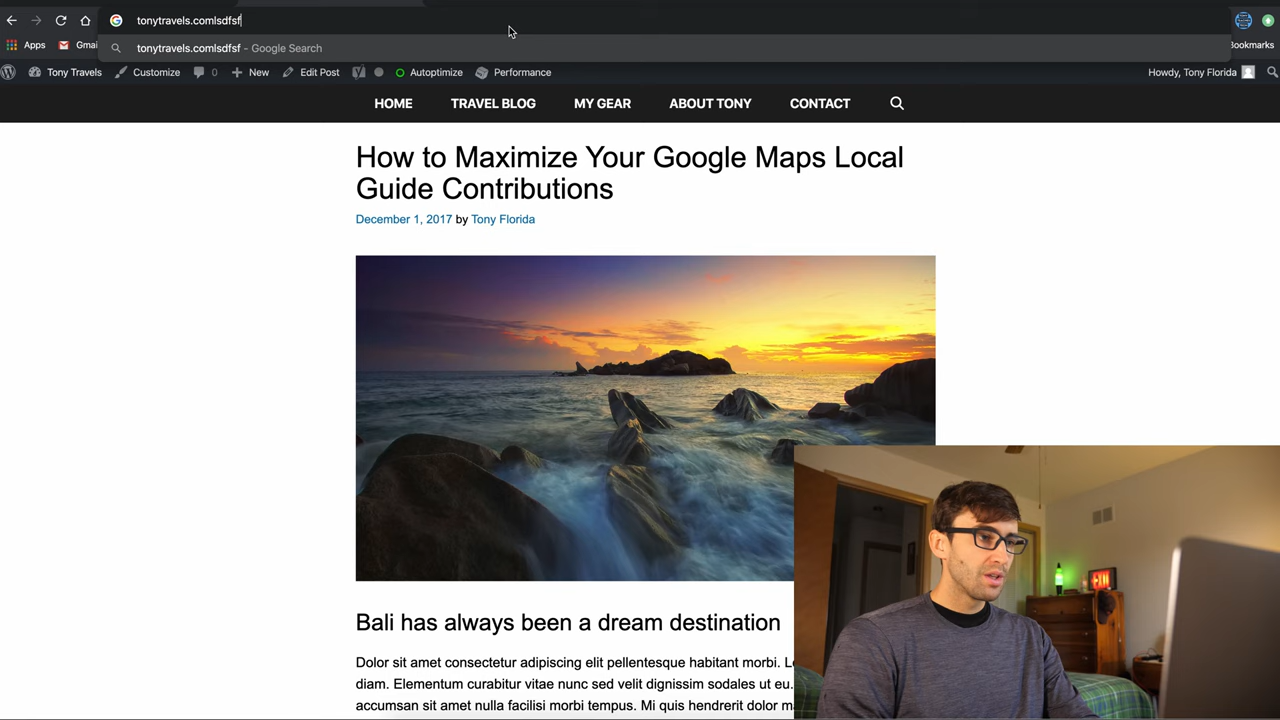 tonytravels.comlsdfsf
tonytravels.comlsdfsf - Google Search
Apps
Gmai
Bookmarks
Tony Travels
Customize
0
New
Edit Post
Autoptimize
Performance
Howdy, Tony Florida
HOME
TRAVEL BLOG
MY GEAR
ABOUT TONY
CONTACT
How to Maximize Your Google Maps Local
Guide Contributions
December 1, 2017 by Tony Florida
Bali has always been a dream destination
Dolor sit amet consectetur adipiscing elit pellentesque habitant morbi. L
diam. Elementum curabitur vitae nunc sed velit dignissim sodales ut eu.
accumsan sit amet nulla facilisi morbi tempus. Mi quis hendrerit dolor m